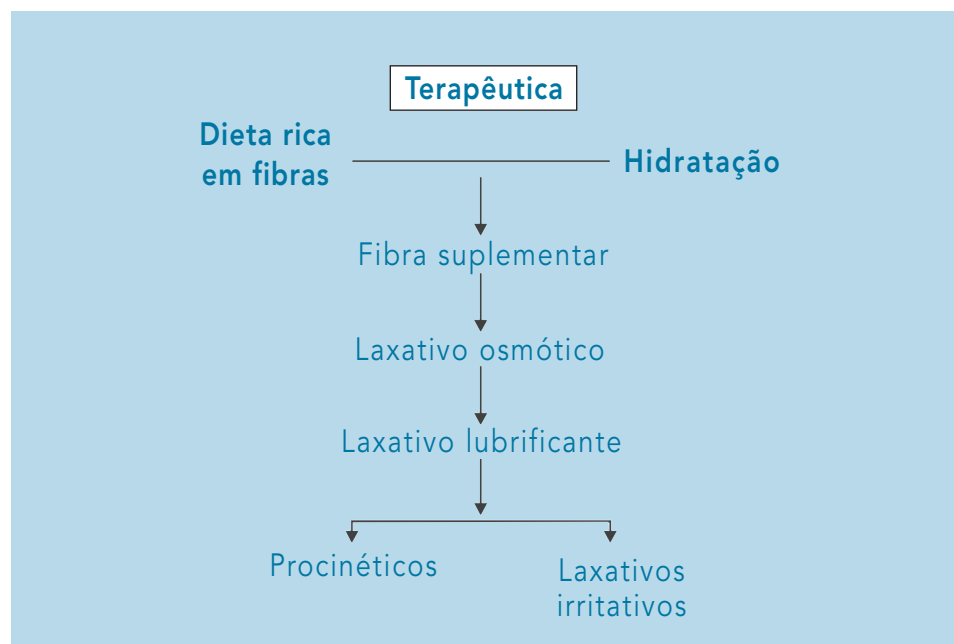 Terapêutica
Dieta rica
em fibras
Hidratação
Fibra suplementar
Laxativo osmótico
Laxativo lubrificante
Procinéticos
Laxativos
irritativos